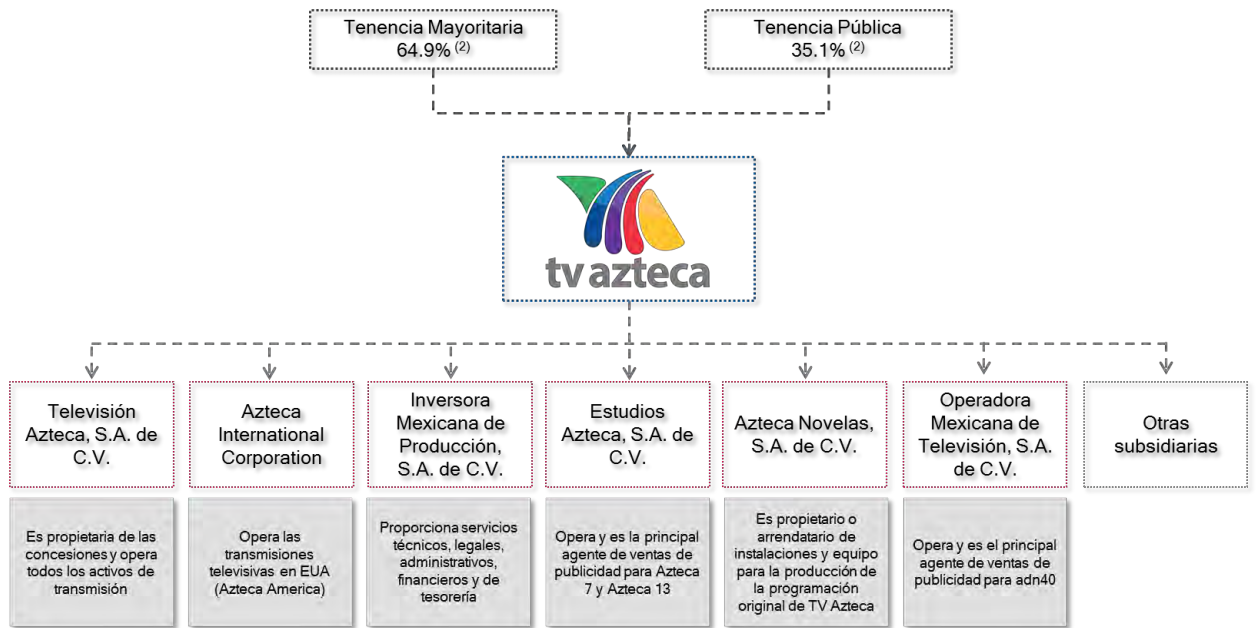 Tenencia Mayoritaria
64.9% (2)
Tenencia Pública
35.1% (2)
tv azteca
Televisión
Azteca, S.A. de
C.V.
Azteca
International
Corporation
Inversora
Mexicana de
Producción,
S.A. de C.V.
Estudios
Azteca, S.A. de
C.V.
Azteca Novelas,
S.A. de C.V.
Operadora
Mexicana de
Televisión, S.A.
de C.V.
Otras
subsidiarias
Es propietaria de las
concesiones y opera
todos los activos de
transmisión
Opera las
transmisiones
televisivas en EUA
(Azteca America)
Proporciona servicios
técnicos, legales,
administrativos,
financieros y de
tesorería
Opera y es la principal
agente de ventas de
publicidad para Azteca
7 y Azteca 13
Es propietario o
arrendatario de
instalaciones y equipo
para la producción de
la programación
original de TV Azteca
Opera y es el principal
agente de ventas de
publicidad para adn40